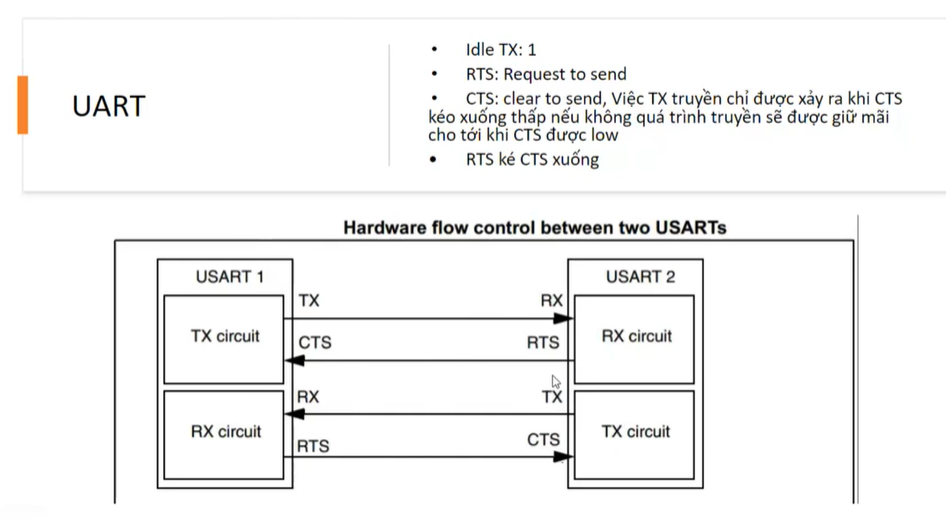 UART
• Idle TX: 1
• RTS: Request to send
• CTS: clear to send, Việc TX truyền chỉ được xảy ra khi CTS
kéo xuống thấp nếu không quá trình truyền sẽ được giữ mãi
cho tới khi CTS được low
• RTS ké CTS xuống
Hardware flow control between two USARTs
USART 1
USART 2
TX
RX
TX circuit
RX circuit
CTS
RTS
RX
TX
RX circuit
TX circuit
RTS
CTS